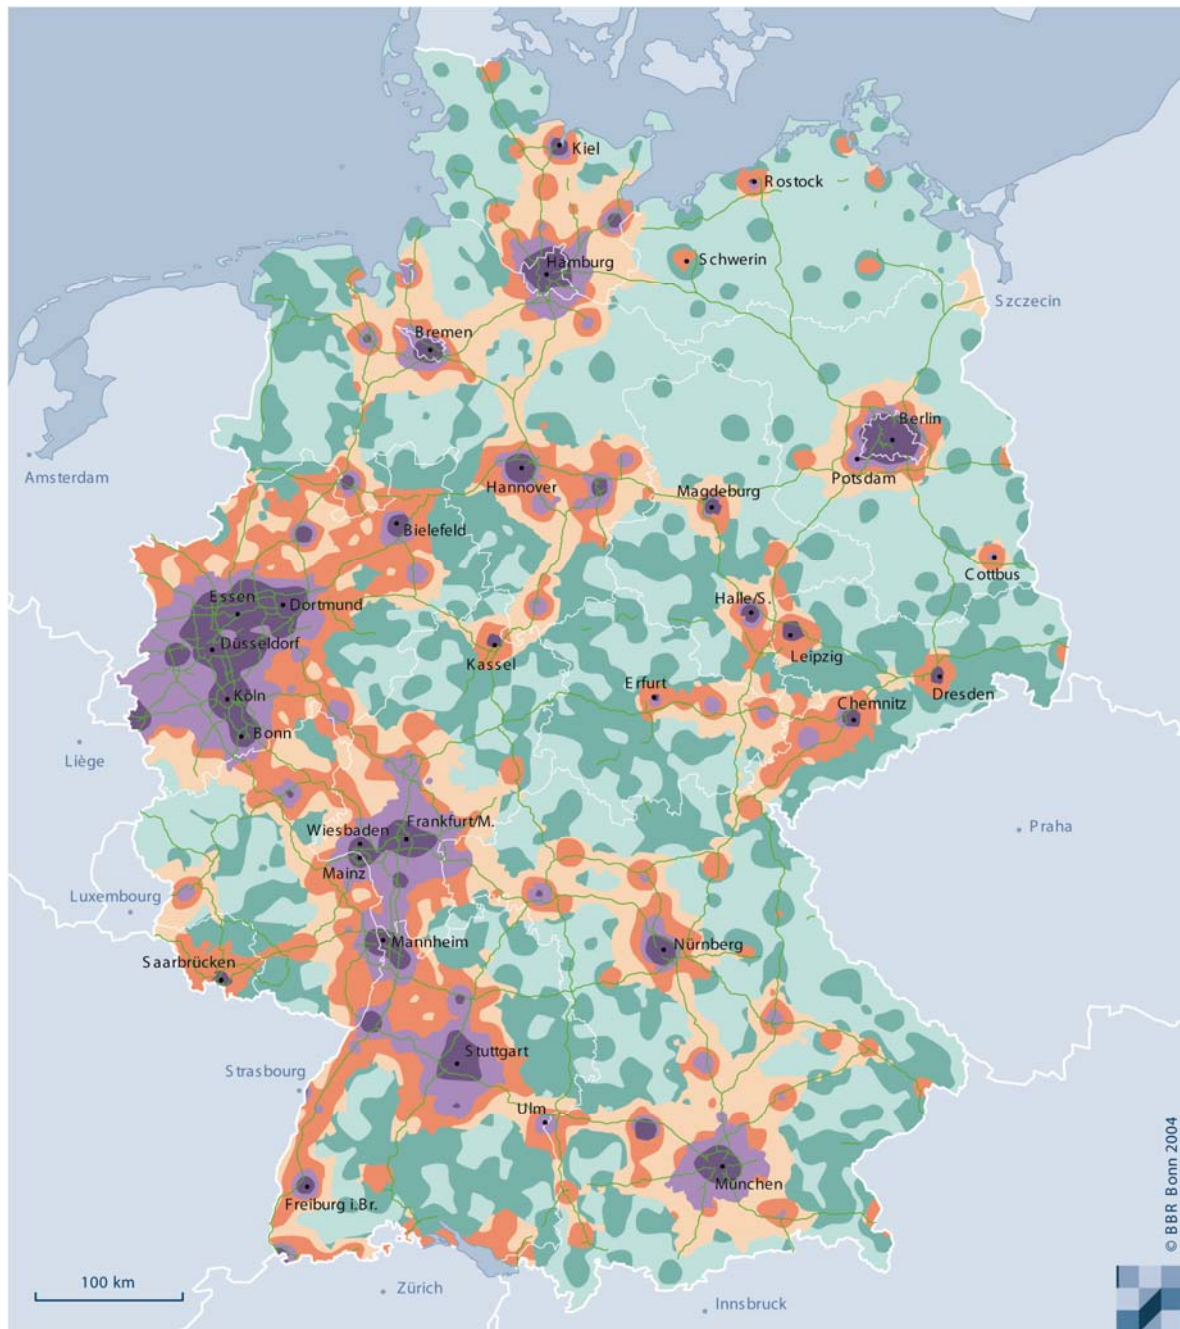 Kiel
Rostock
Hamburg
Schwerin
Szczecin
Bremen
Berlin
Amsterdam
Hannover
Potsdam
Magdeburg
Bielefeld
Cottbus
Essen
Dortmund
Halle/S.
Düsseldorf
Leipzig
Kassel
Köln
Erfurt
Dresden
Chemnitz
Bonn
Liège
Wiesbaden
Frankfurt/M.
Praha
Mainz
Luxembourg
Mannheim
Nürnberg
Saarbrücken
Stuttgart
Strasbourg
Ulm
München
Freiburg i.Br.
© BBR Bonn 2004
100 km
Zürich
Innsbruck